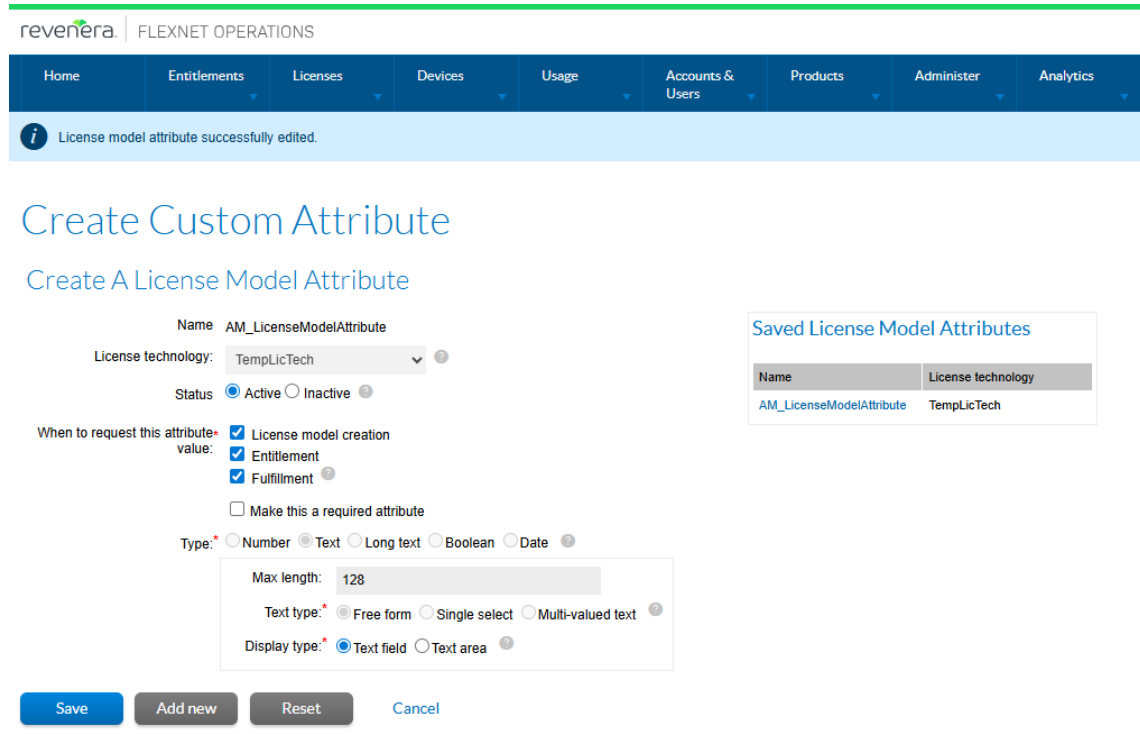 revenera. FLEXNET OPERATIONS
Home Entitlements Licenses Devices Usage Accounts & Users Products Administer Analytics
i License model attribute successfully edited.
Create Custom Attribute
Create A License Model Attribute
Name AM_LicenseModelAttribute
License technology: TempLicTech ?
Status Active Inactive ?
When to request this attribute* value: License model creation
Entitlement
Fulfillment ?
Make this a required attribute
Type:* Number Text Long text Boolean Date ?
Max length: 128
Text type:* Free form Single select Multi-valued text ?
Display type:* Text field Text area ?
Saved License Model Attributes
Name License technology
AM_LicenseModelAttribute TempLicTech
Save Add new Reset Cancel